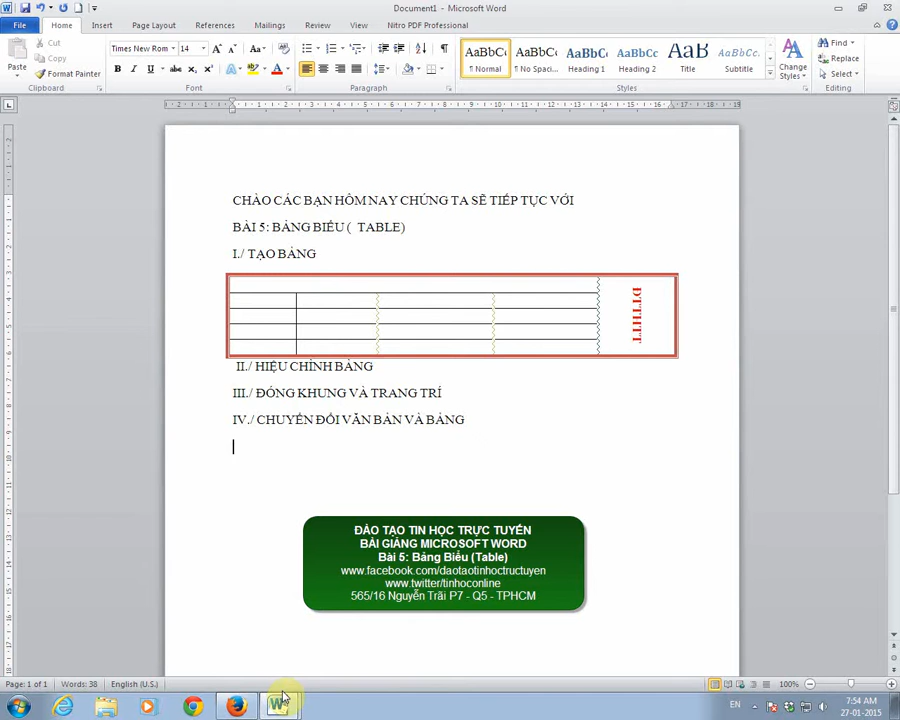 Document1 - Microsoft Word
File Home Insert Page Layout References Mailings Review View Nitro PDF Professional
Paste
Cut
Copy
Format Painter
Clipboard
Times New Rom 14
Font
Paragraph
AaBbCc AaBbCc AaBbC AaBbCc AaB AaBbCc.
¶ Normal ¶ No Spaci... Heading 1 Heading 2 Title Subtitle
Change Styles
Styles
Find
Replace
Select
Editing
CHÀO CÁC BẠN HÔM NAY CHÚNG TA SẼ TIẾP TỤC VỚI
BÀI 5: BẢNG BIỂU ( TABLE)
I./ TẠO BẢNG
ĐTTHTT
II./ HIỆU CHỈNH BẢNG
III./ ĐÓNG KHUNG VÀ TRANG TRÍ
IV./ CHUYỂN ĐỔI VĂN BẢN VÀ BẢNG
ĐÀO TẠO TIN HỌC TRỰC TUYẾN
BÀI GIẢNG MICROSOFT WORD
Bài 5: Bảng Biểu (Table)
www.facebook.com/daotaotinhoctructuyen
www.twitter/tinhoconline
565/16 Nguyễn Trãi P7 - Q5 - TPHCM
Page: 1 of 1 Words: 38 English (U.S.) 100%
EN 7:54 AM
27-01-2015